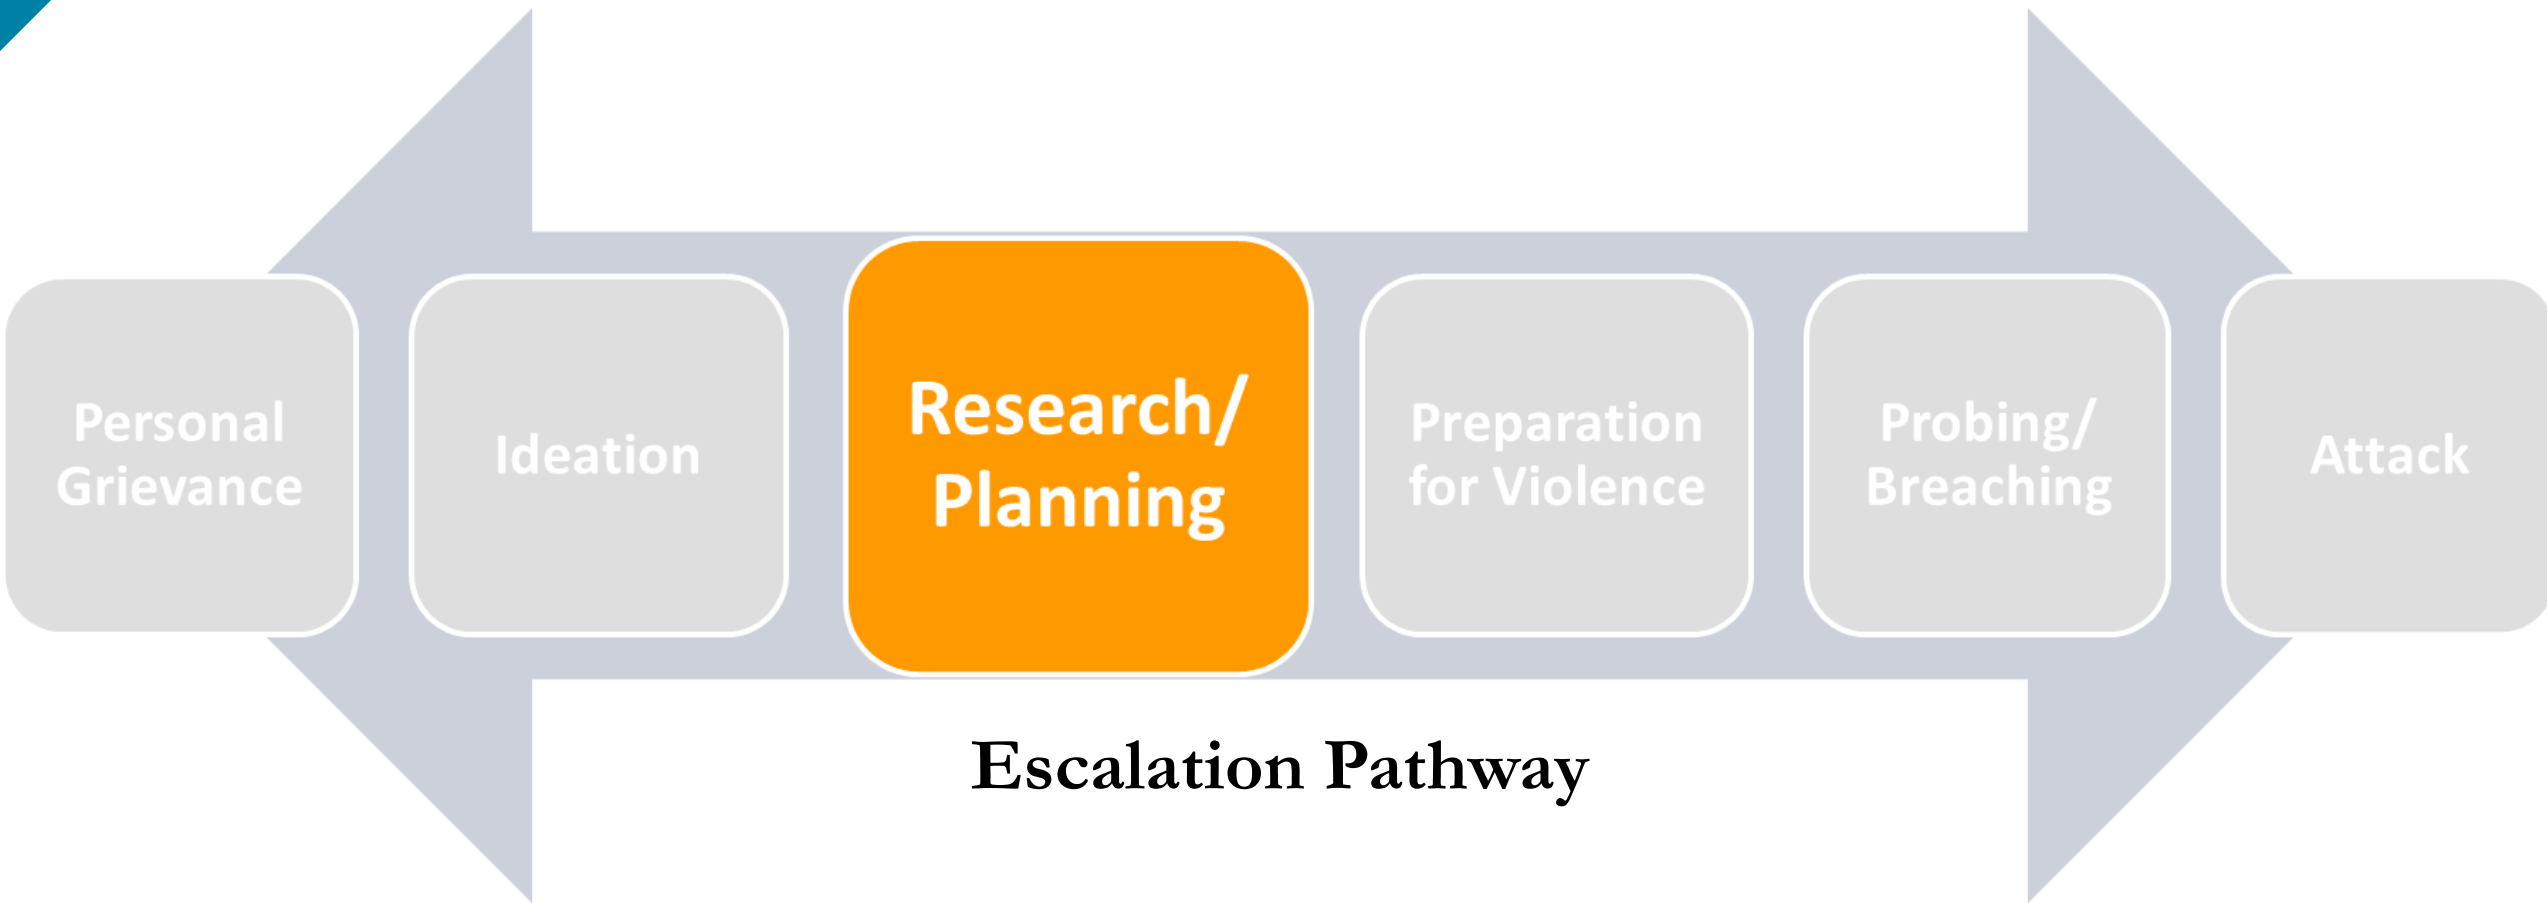 Personal
Grievance
Ideation
Research/
Planning
Preparation
for Violence
Probing/
Breaching
Attack
Escalation Pathway